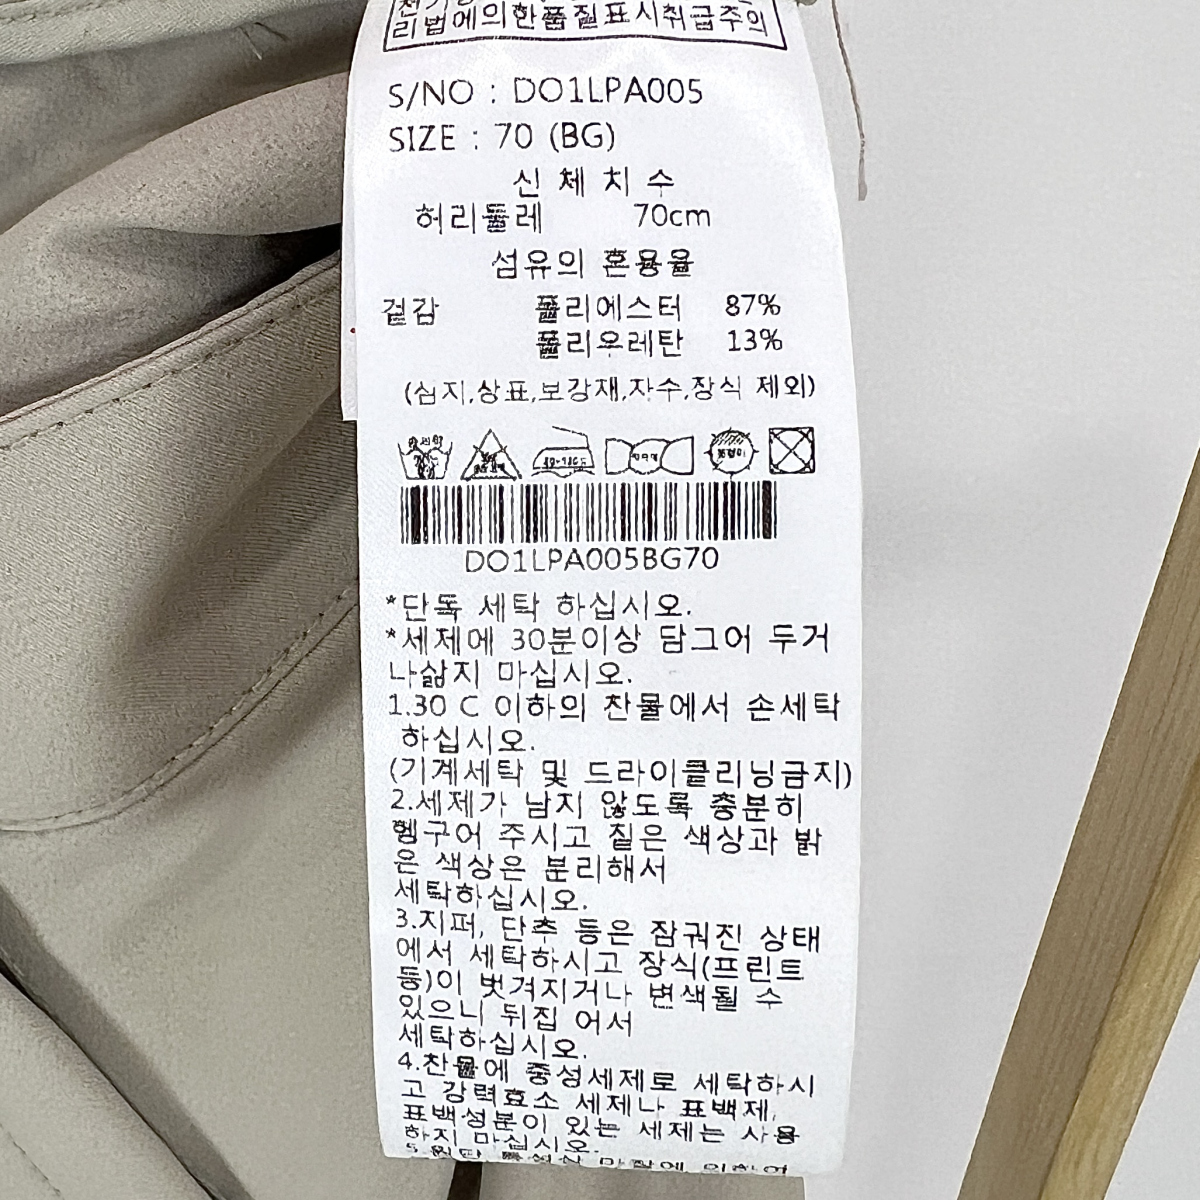 리법에의한품질표시취급주의
S/NO : DO1LPA005
SIZE : 70 (BG)
신 체 치 수
허리둘레 70cm
섬유의 혼용율
겉감 폴리에스터 87%
폴리우레탄 13%
(심지,상표,보강재,자수,장식 제외)
DO1LPA005BG70
*단독 세탁 하십시오.
*세제에 30분이상 담그어 두거
나삶지 마십시오.
1.30 C 이하의 찬물에서 손세탁
하십시오.
(기계세탁 및 드라이클리닝금지)
2.세제가 남지 않도록 충분히
헹구어 주시고 짙은 색상과 밝
은 색상은 분리해서
세탁하십시오.
3.지퍼, 단추 등은 잠궈진 상태
에서 세탁하시고 장식(프린트
등)이 벗겨지거나 변색될 수
있으니 뒤집 어서
세탁하십시오.
4.찬물에 중성세제로 세탁하시
고 강력효소 세제나 표백제,
표백성분이 있는 세제는 사용
하지 마십시오.